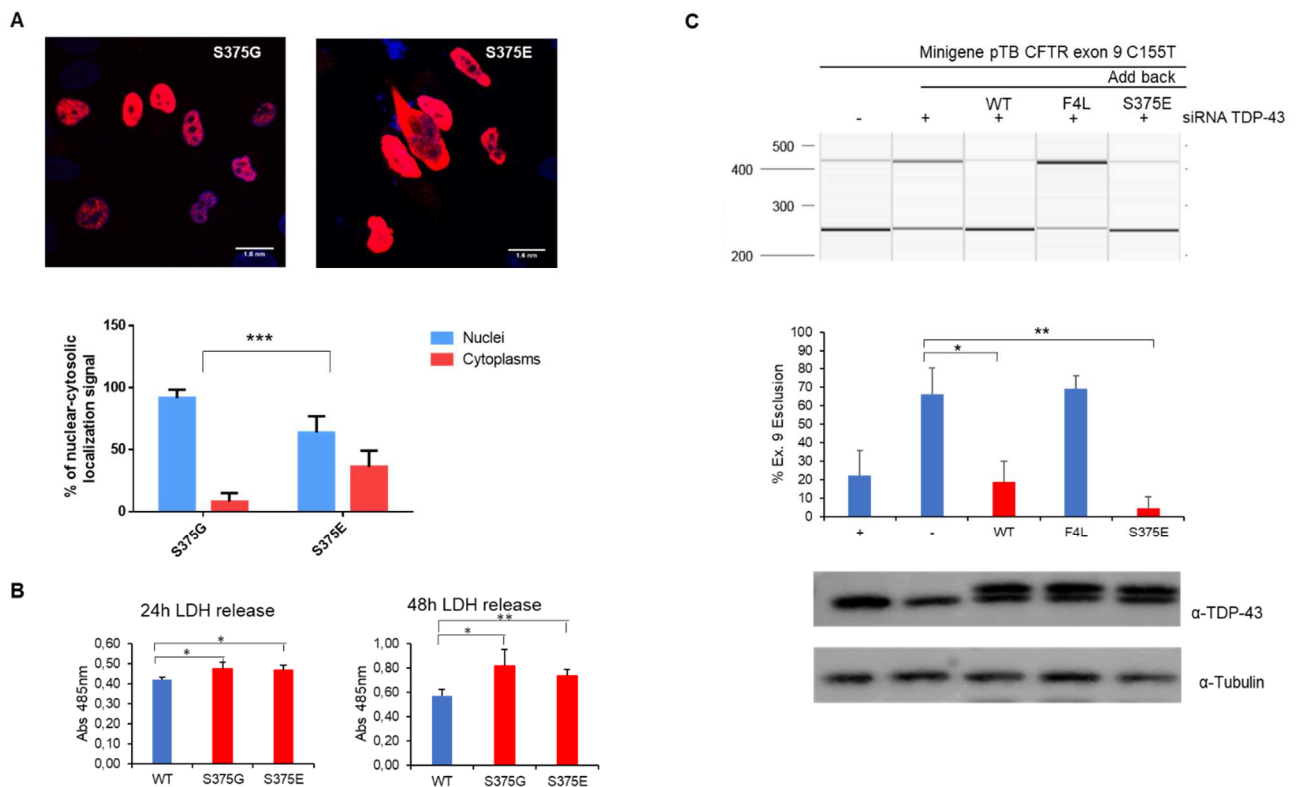 A
S375G
1.6 nm
S375E
1.6 nm
% of nuclear-cytosolic
localization signal
150
100
50
0
***
Nuclei
Cytoplasms
S375G
S375E
B
24h LDH release
Abs 485nm
0,60
0,50
0,40
0,30
0,20
0,10
0,00
*
*
WT
S375G
S375E
48h LDH release
Abs 485nm
1,00
0,80
0,60
0,40
0,20
0,00
**
*
WT
S375G
S375E
C
Minigene pTB CFTR exon 9 C155T
Add back
WT
F4L
S375E
- + + + + siRNA TDP-43
500
400
300
200
% Ex. 9 Esclusion
100
90
80
70
60
50
40
30
20
10
0
**
*
+ - WT F4L S375E
α-TDP-43
α-Tubulin